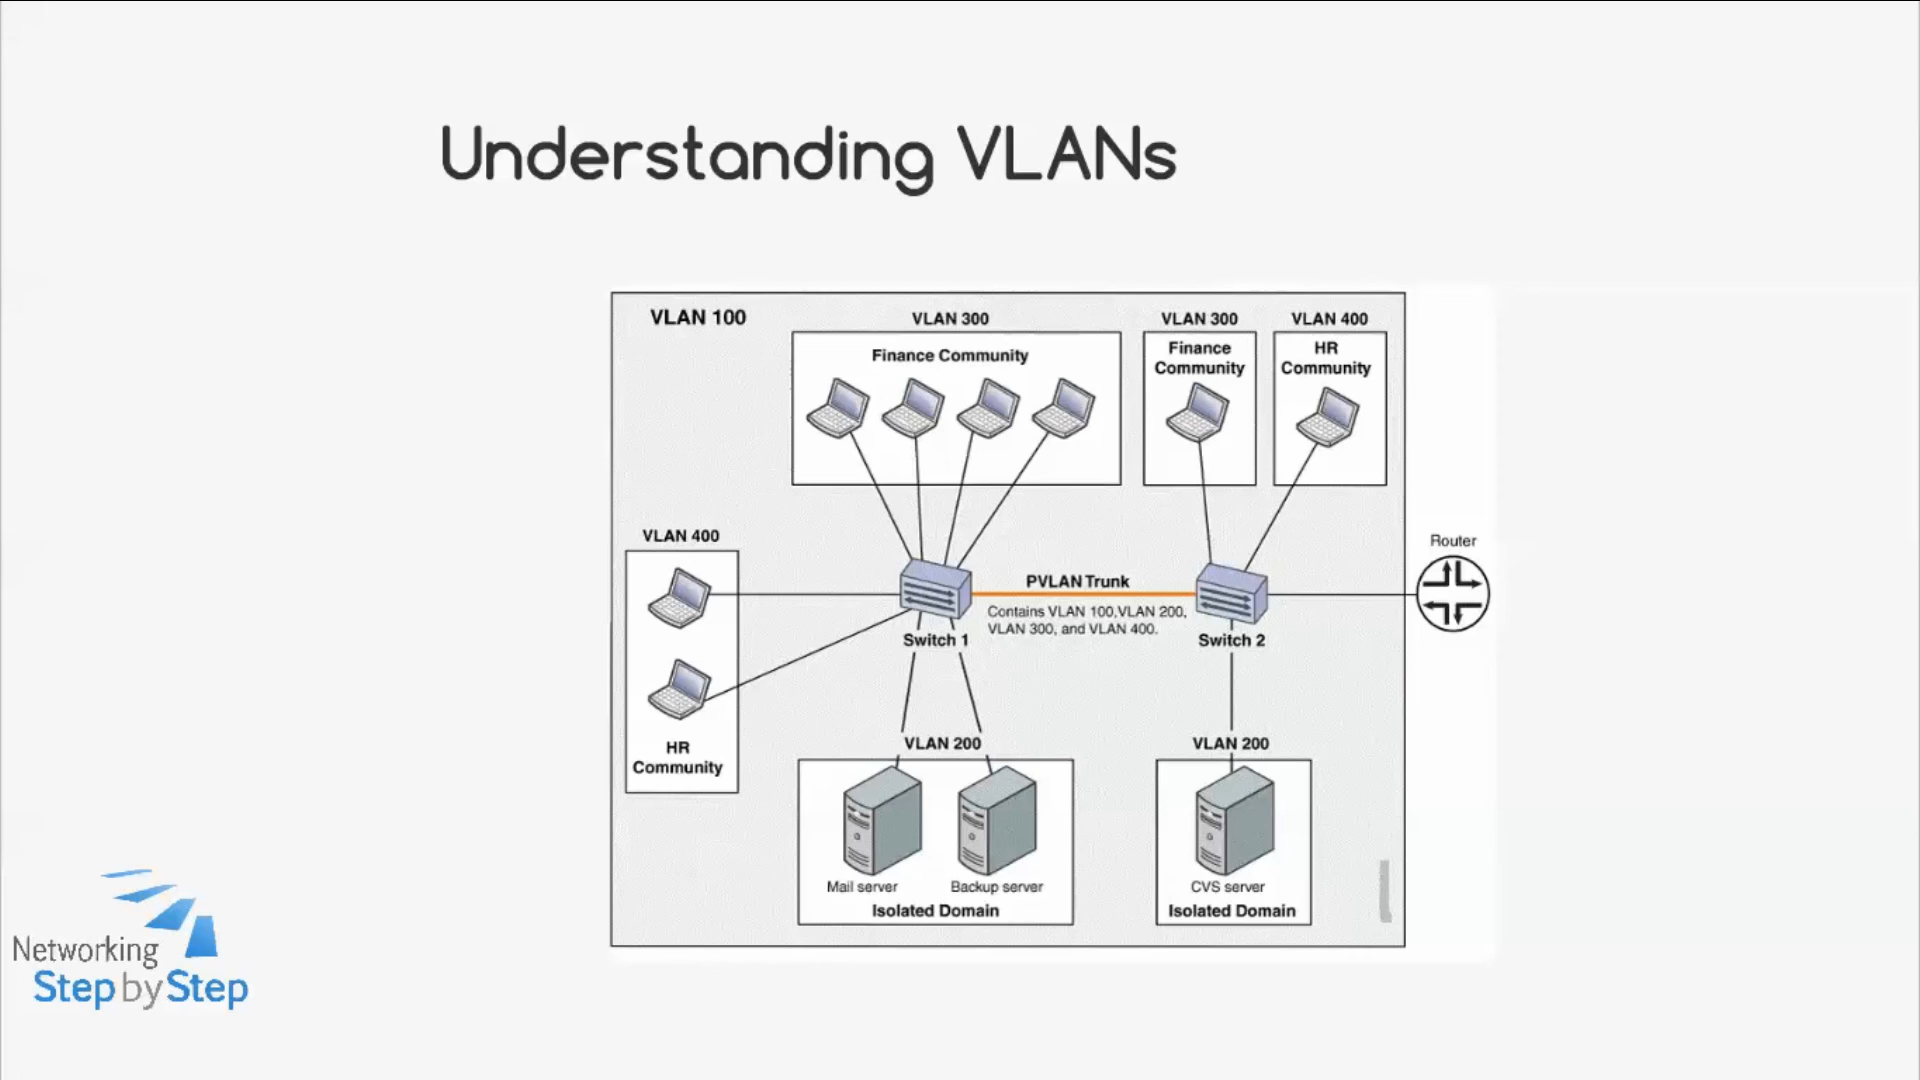 Understanding VLANs
VLAN 100
VLAN 300
Finance Community
VLAN 300
Finance
Community
VLAN 400
HR
Community
VLAN 400
HR
Community
Switch 1
PVLAN Trunk
Contains VLAN 100,VLAN 200,
VLAN 300, and VLAN 400.
Switch 2
Router
VLAN 200
Mail server
Backup server
Isolated Domain
VLAN 200
CVS server
Isolated Domain
Networking
Step by Step